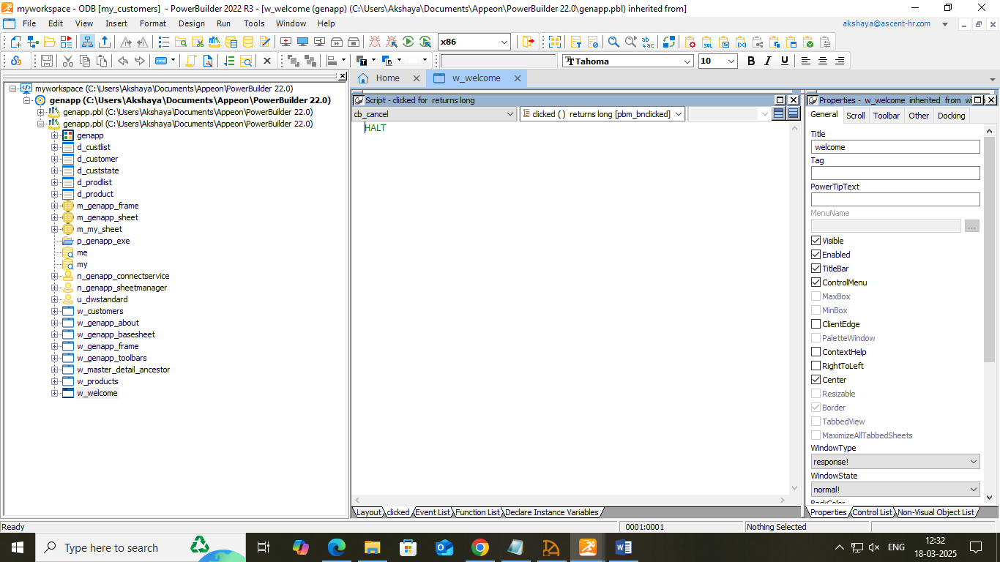 myworkspace - ODB [my_customers]  - PowerBuilder 2022 R3 - [w_welcome (genapp) (C:\Users\Akshaya\Documents\Appeon\PowerBuilder 22.0\genapp.pbl) inherited from]
File Edit View Insert Format Design Run Tools Window Help
akshaya@ascent-hr.com
x86
Tahoma 10 B I U
Home w_welcome
myworkspace (C:\Users\Akshaya\Documents\Appeon\PowerBuilder 22.0)
genapp (C:\Users\Akshaya\Documents\Appeon\PowerBuilder 22.0)
genapp.pbl (C:\Users\Akshaya\Documents\Appeon\PowerBuilder 22.0)
genapp.pbl (C:\Users\Akshaya\Documents\Appeon\PowerBuilder 22.0)
genapp
d_custlist
d_customer
d_custstate
d_prodlist
d_product
m_genapp_frame
m_genapp_sheet
m_my_sheet
p_genapp_exe
me
my
n_genapp_connectservice
n_genapp_sheetmanager
u_dwstandard
w_customers
w_genapp_about
w_genapp_basesheet
w_genapp_frame
w_genapp_toolbars
w_master_detail_ancestor
w_products
w_welcome
Script - clicked for  returns long
cb_cancel
clicked ( )  returns long [pbm_bnclicked]
HALT
Layout clicked Event List Function List Declare Instance Variables
Properties - w_welcome inherited from
General Scroll Toolbar Other Docking
Title
welcome
Tag
PowerTipText
MenuName
...
Visible
Enabled
TitleBar
ControlMenu
MaxBox
MinBox
ClientEdge
PaletteWindow
ContextHelp
RightToLeft
Center
Resizable
Border
TabbedView
MaximizeAllTabbedSheets
WindowType
response!
WindowState
normal!
BackColor
Properties Control List Non-Visual Object List
Ready
0001:0001
Nothing Selected
Type here to search
ENG
12:32
18-03-2025